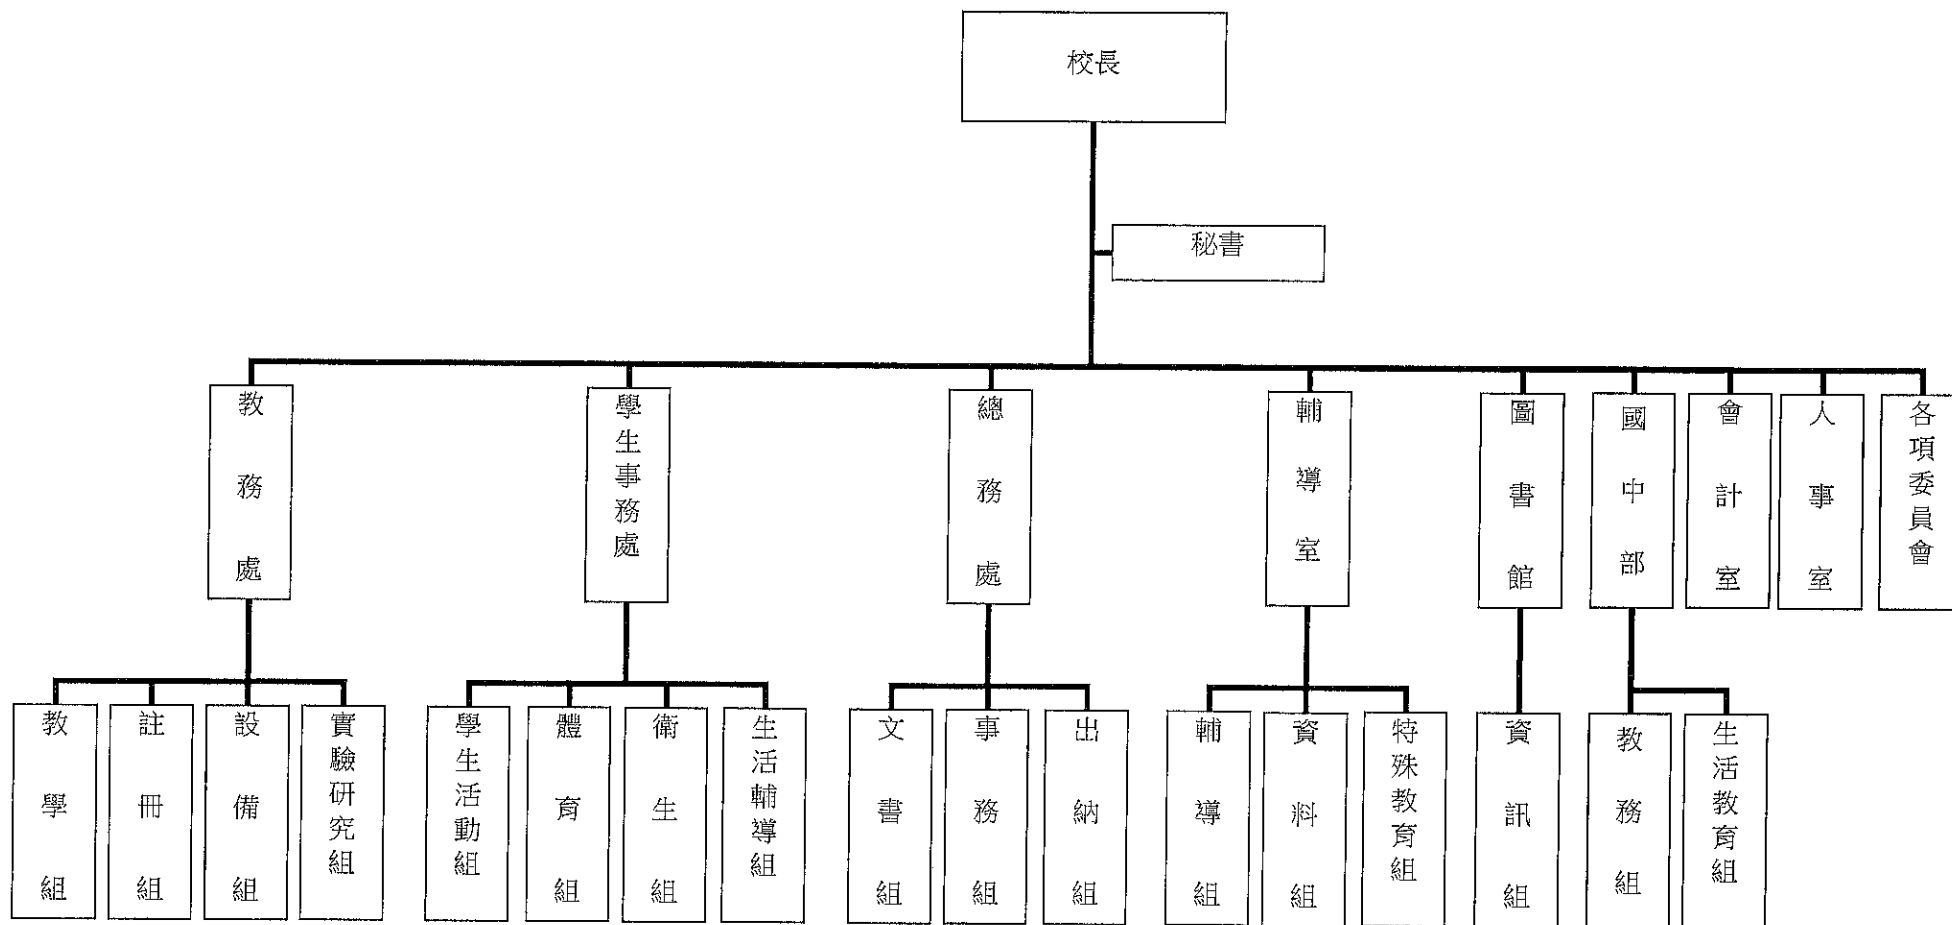 校長
秘書
教務處
學生事務處
總務處
輔導室
圖書館
國中部
會計室
人事室
各項委員會
教學組
註冊組
設備組
實驗研究組
學生活動組
體育組
衛生組
生活輔導組
文書組
事務組
出納組
輔導組
資料組
特殊教育組
資訊組
教務組
生活教育組